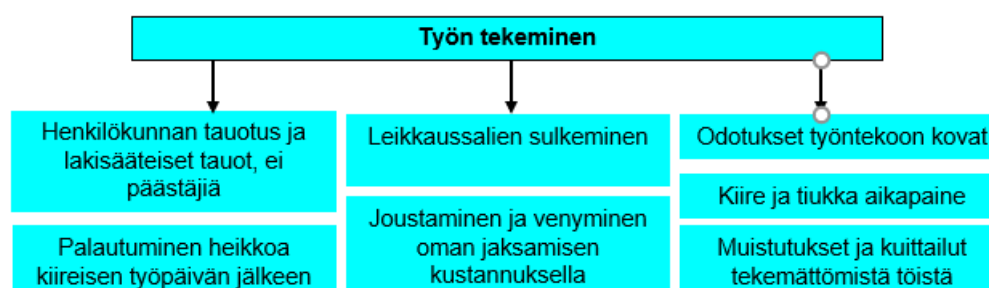 Työn tekeminen
Henkilökunnan tauotus ja
lakisääteiset tauot, ei
päästäjiä
Palautuminen heikkoa
kiireisen työpäivän jälkeen
Leikkaussalien sulkeminen
Joustaminen ja venyminen
oman jaksamisen
kustannuksella
Odotukset työntekoon kovat
Kiire ja tiukka aikapaine
Muistutukset ja kuittailut
tekemättömistä töistä